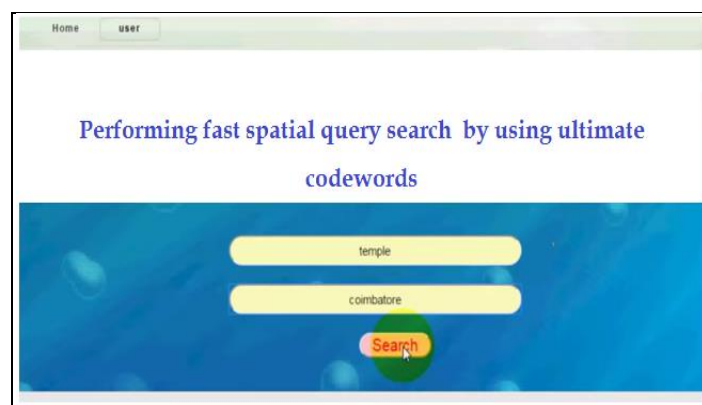 Home user
Performing fast spatial query search by using ultimate
codewords
temple
coimbatore
Search